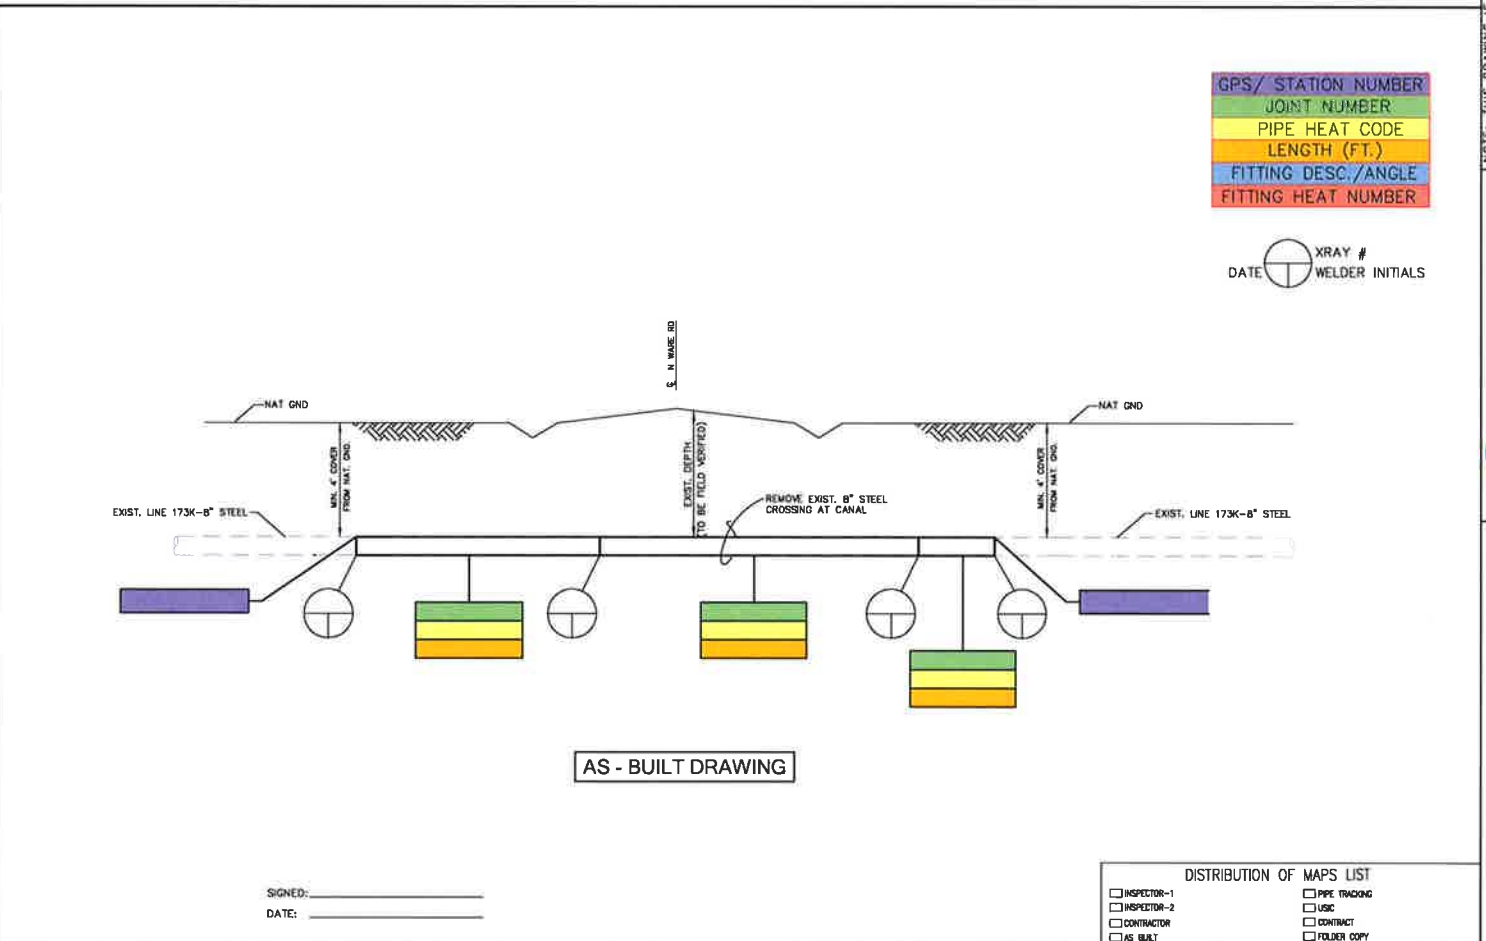 GPS/ STATION NUMBER
JOINT NUMBER
PIPE HEAT CODE
LENGTH (FT.)
FITTING DESC./ANGLE
FITTING HEAT NUMBER
XRAY #
DATE
WELDER INITIALS
℄ N WARE RD
NAT GND
NAT GND
MIN. 4' COVER
FROM NAT. GND.
EXIST. DEPTH
(TO BE FIELD VERIFIED)
MIN. 4' COVER
FROM NAT. GND.
REMOVE EXIST. 8" STEEL
CROSSING AT CANAL
EXIST. LINE 173K-8" STEEL
EXIST. LINE 173K-8" STEEL
AS - BUILT DRAWING
SIGNED:
DATE:
DISTRIBUTION OF MAPS LIST
INSPECTOR-1
PIPE TRACKING
INSPECTOR-2
USIC
CONTRACTOR
CONTRACT
AS BUILT
FOLDER COPY